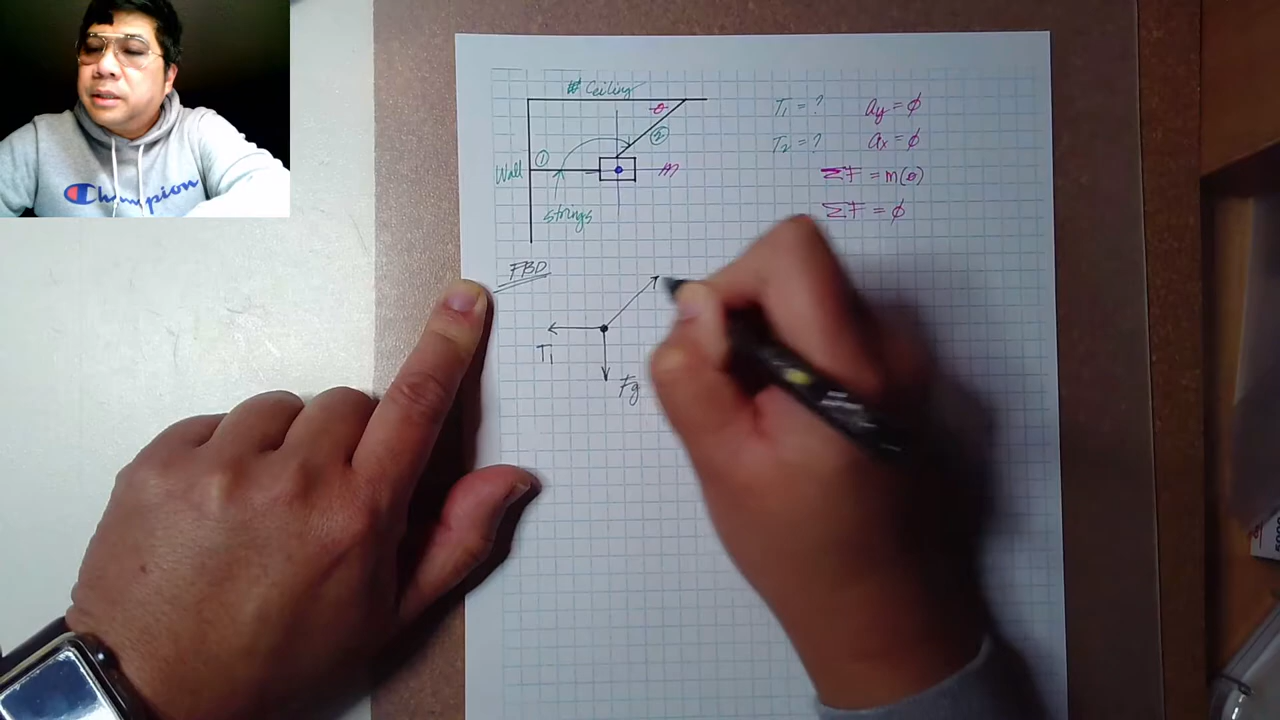 Champion
Ceiling
θ
②
Wall
①
m
strings
T₁ = ?
ay = ϕ
T₂ = ?
ax = ϕ
ΣF = m(ϕ)
ΣF = ϕ
FBD
T₁
Fg